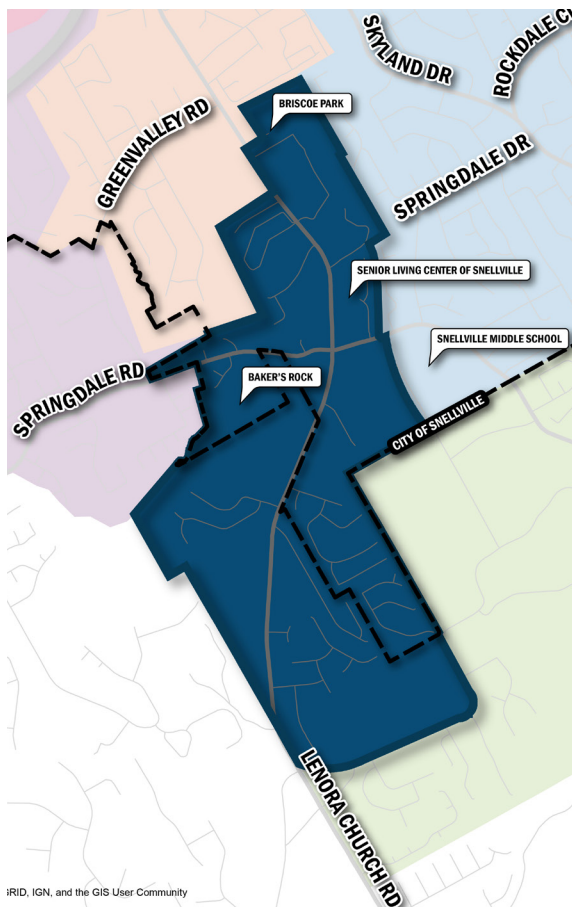 SKYLAND DR
ROCKDALE
BRISCOE PARK
GREENVALLEY RD
SPRINGDALE DR
SENIOR LIVING CENTER OF SNELLVILLE
SNELLVILLE MIDDLE SCHOOL
SPRINGDALE RD
BAKER'S ROCK
CITY OF SNELLVILLE
LENORA CHURCH RD
IGN, and the GIS User Community